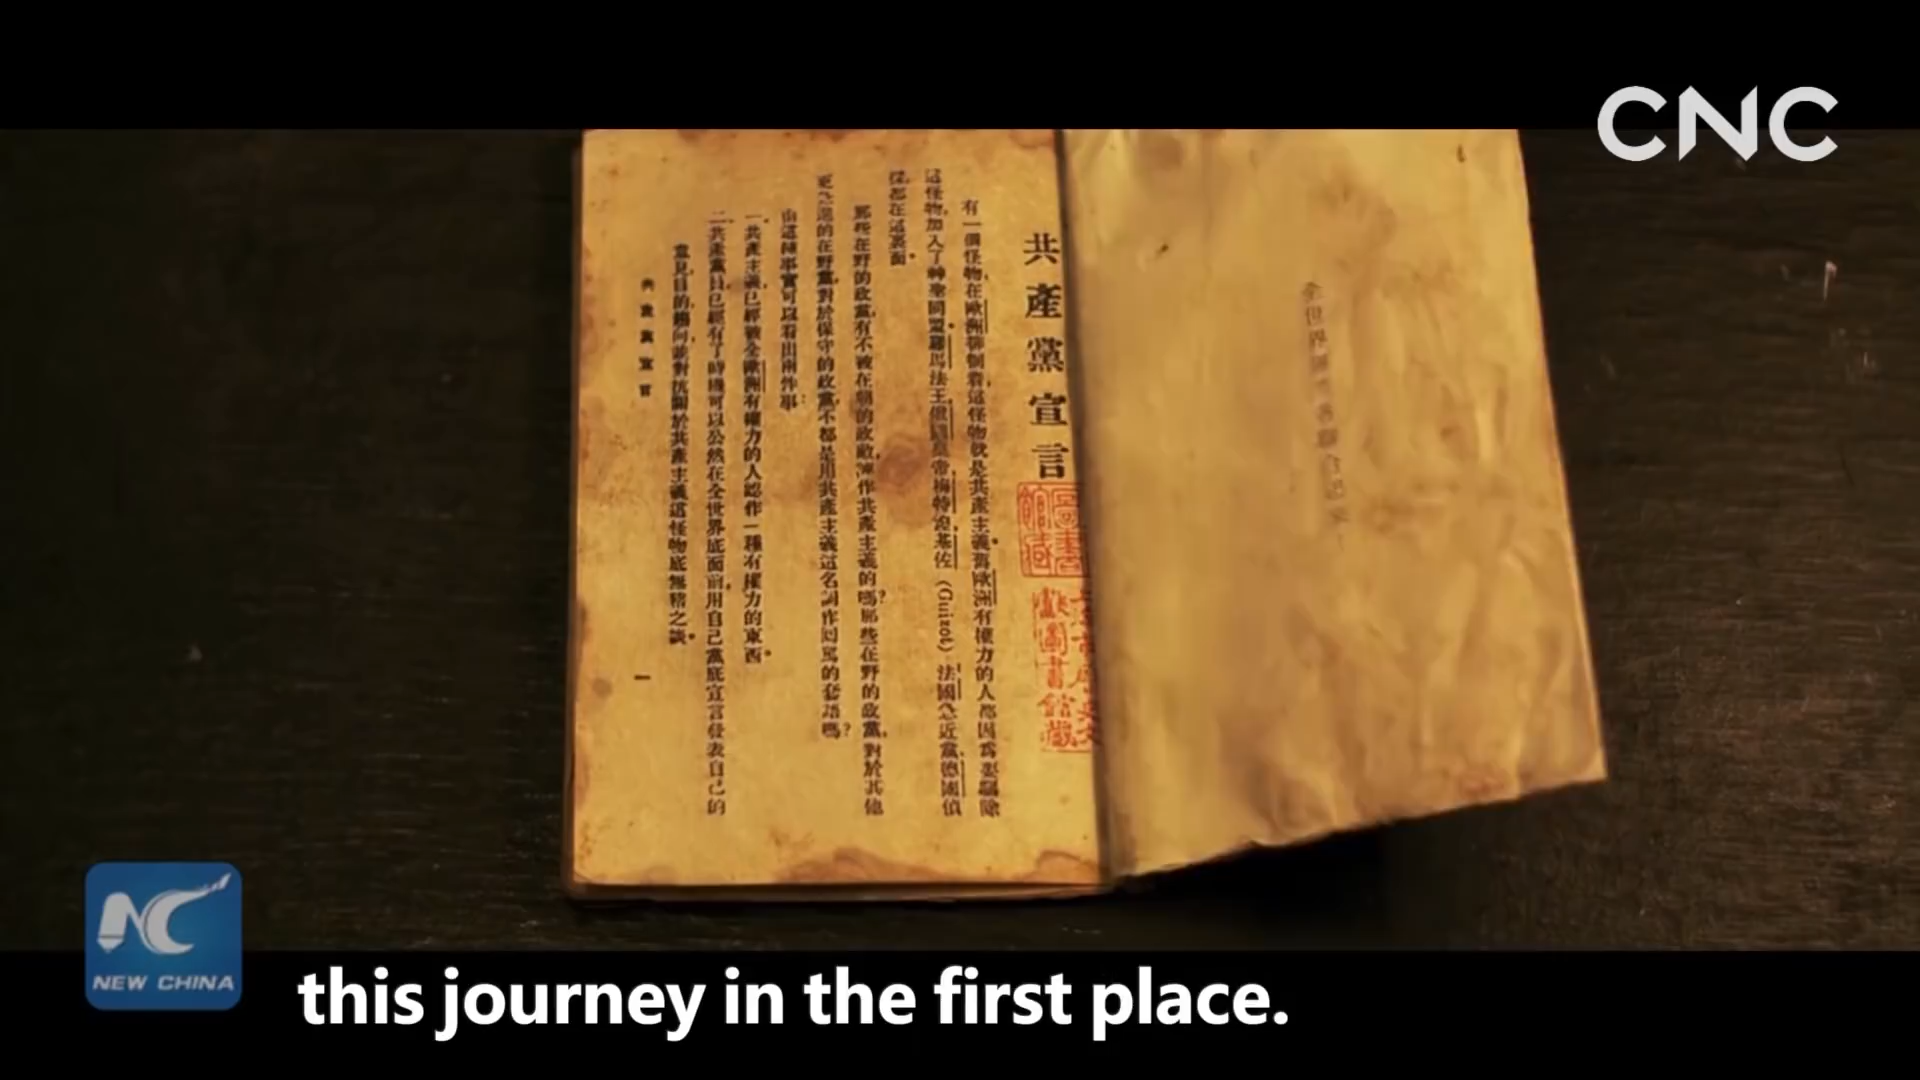 CNC
共產黨宣言
有一個怪物，在歐洲徘徊着，這怪物就是共產主義。舊歐洲有權力的人都因爲要驅除
這怪物，加入了神聖同盟。羅馬法王，俄國皇帝，梅特涅，基佐（Guizot），法國急近黨，德國偵
探，都在這裏面。
那些在野的政黨，有不被在朝的政敵，誣作共產主義的嗎？那些在野的政黨，對於其他
更急進的在野黨，對於保守的政黨，不都是用共產主義這名詞作回罵的套語嗎？
由這種事實可以看出兩件事：
一、共產主義，已經被全歐洲有權力的人認作一種有權力的東西。
二、共產黨員，已經有了時機可以公然在全世界底面前，用自己黨底宣言發表自己的
意見，目的，趨向，並對抗關於共產主義這怪物底無稽之談。
共產黨宣言
一
圖書館藏
NEW CHINA
this journey in the first place.